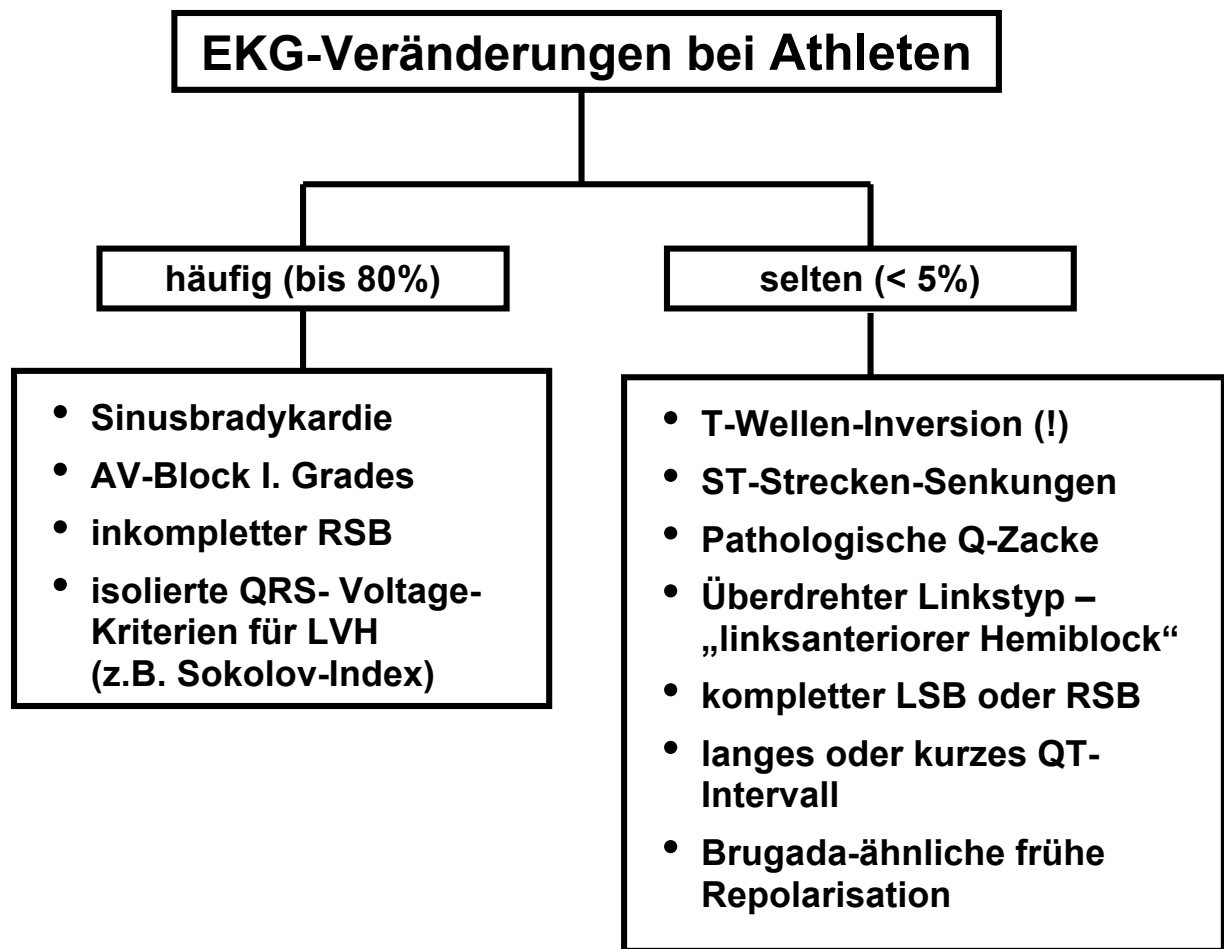 EKG-Veränderungen bei Athleten
häufig (bis 80%)
selten (< 5%)
• Sinusbradykardie
• AV-Block I. Grades
• inkompletter RSB
• isolierte QRS- Voltage-
Kriterien für LVH
(z.B. Sokolov-Index)
• T-Wellen-Inversion (!)
• ST-Strecken-Senkungen
• Pathologische Q-Zacke
• Überdrehter Linkstyp –
„linksanteriorer Hemiblock“
• kompletter LSB oder RSB
• langes oder kurzes QT-
Intervall
• Brugada-ähnliche frühe
Repolarisation